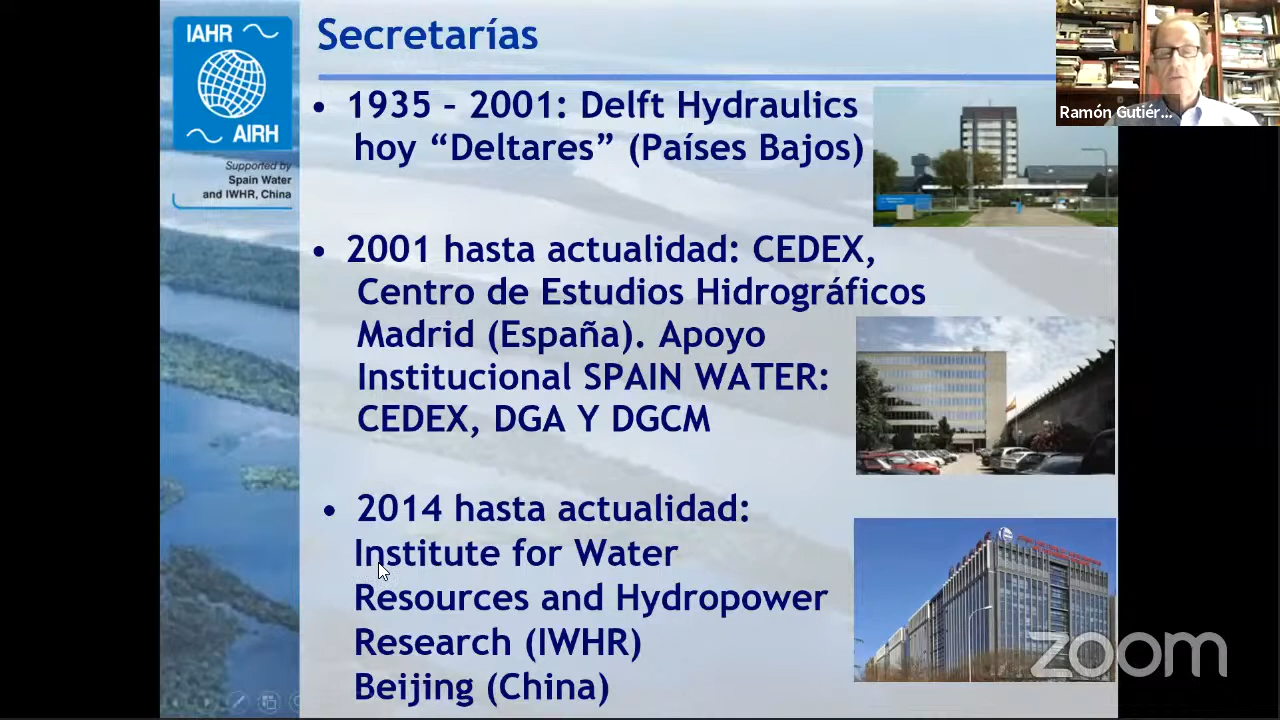 IAHR
AIRH
Supported by
Spain Water
and IWHR, China
Secretarías
• 1935 – 2001: Delft Hydraulics
hoy “Deltares” (Países Bajos)
• 2001 hasta actualidad: CEDEX,
Centro de Estudios Hidrográficos
Madrid (España). Apoyo
Institucional SPAIN WATER:
CEDEX, DGA Y DGCM
• 2014 hasta actualidad:
Institute for Water
Resources and Hydropower
Research (IWHR)
Beijing (China)
Ramón Gutiér...
zoom